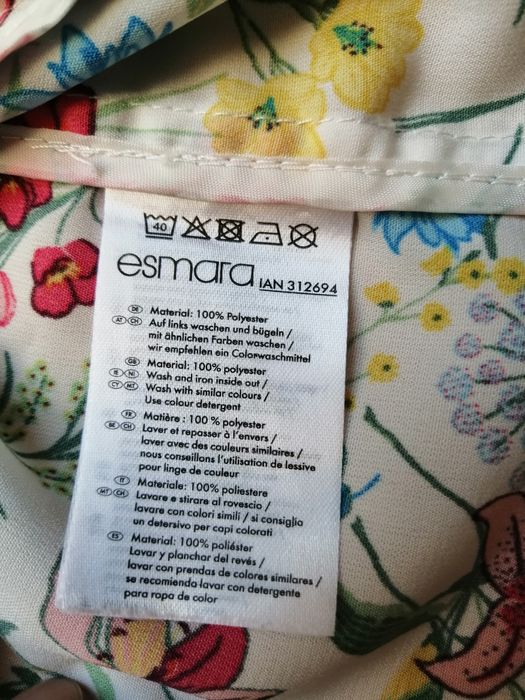 40
esmara IAN 312694
DE Material: 100% Polyester
AT CH Auf links waschen und bügeln /
mit ähnlichen Farben waschen /
wir empfehlen ein Colorwaschmittel
GB Material: 100% polyester
IE NI Wash and iron inside out /
CY MT Wash with similar colours /
Use colour detergent
FR Matière : 100% polyester
BE CH Laver et repasser à l'envers /
laver avec des couleurs similaires /
nous conseillons l'utilisation de lessive
pour linge de couleur
IT Materiale: 100% poliestere
MT CH Lavare e stirare al rovescio /
lavare con colori simili / si consiglia
un detersivo per capi colorati
ES Material: 100% poliéster
Lavar y planchar del revés /
lavar con prendas de colores similares /
se recomienda lavar con detergente
para ropa de color